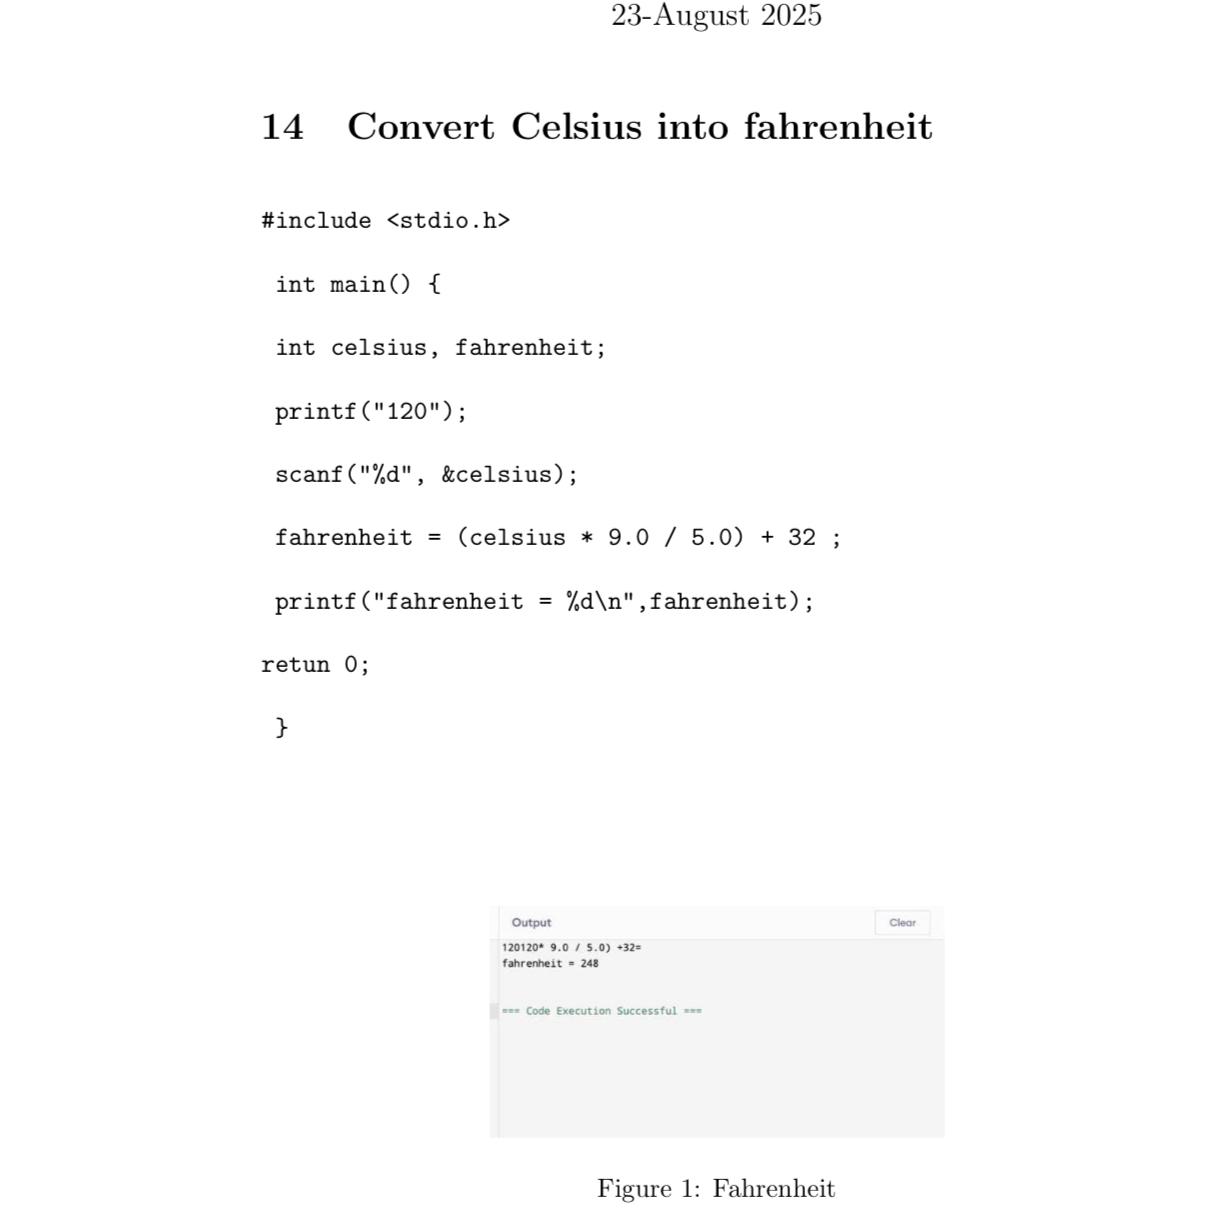 23-August 2025
14 Convert Celsius into fahrenheit
#include <stdio.h>
int main() {
int celsius, fahrenheit;
printf("120");
scanf("%d", &celsius);
fahrenheit = (celsius * 9.0 / 5.0) + 32 ;
printf("fahrenheit = %d\n",fahrenheit);
retun 0;
}
Output Clear
120120* 9.0 / 5.0) +32=
fahrenheit = 248
=== Code Execution Successful ===
Figure 1: Fahrenheit